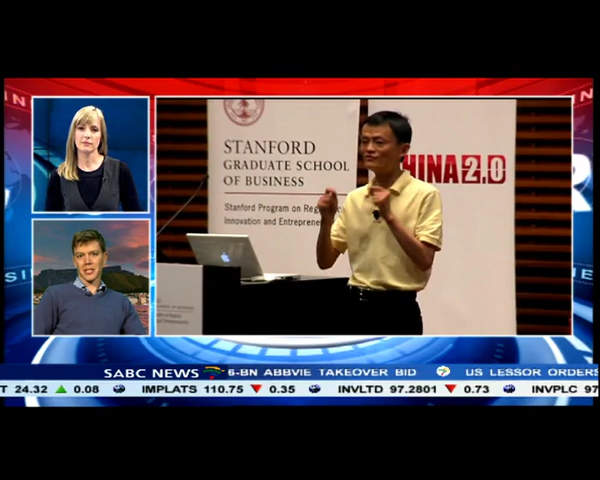 STANFORD
GRADUATE SCHOOL
OF BUSINESS
Stanford Program on
Innovation and
HINA 2.0
SABC NEWS 6-BN ABBVIE TAKEOVER BID US LESSOR ORDERS
T 24.32 0.08 IMPLATS 110.75 0.35 INVLTD 97.2801 0.73 INVPLC 97